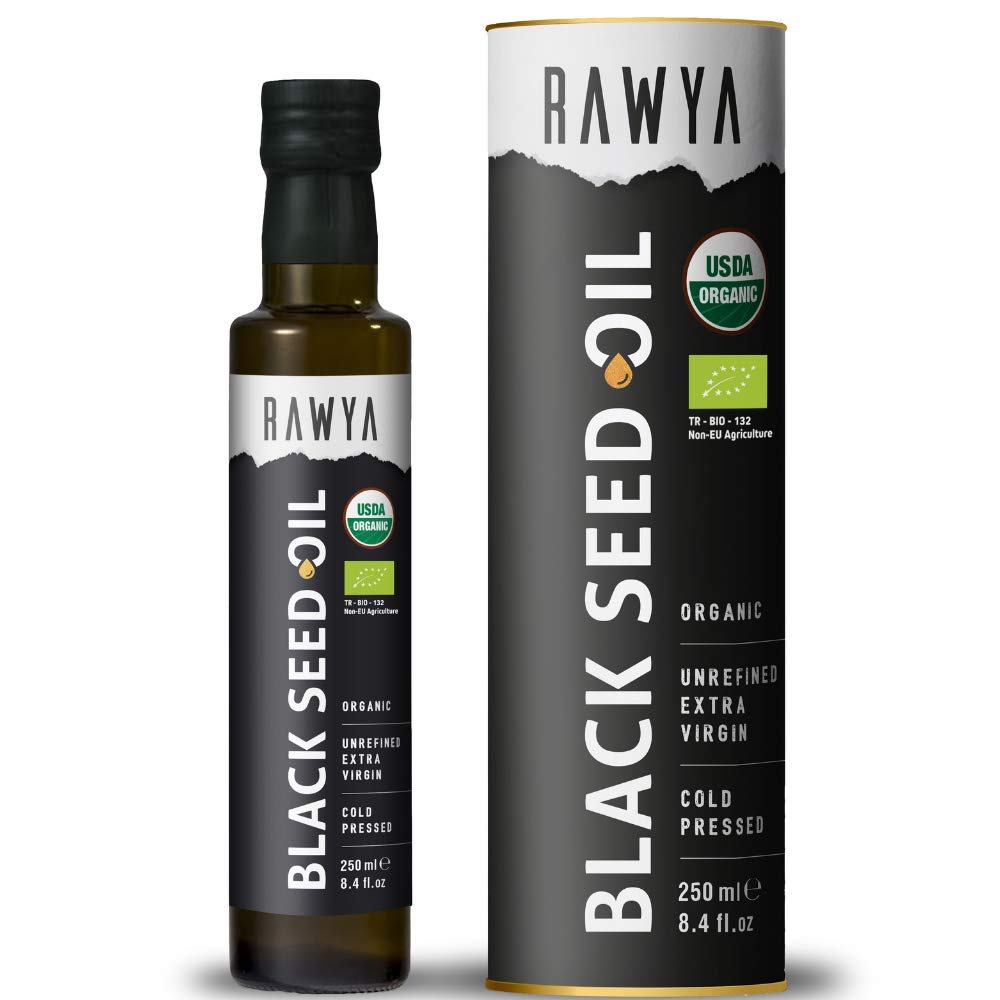 RAWYA
BLACK SEED OIL
USDA
ORGANIC
TR - BIO - 132
Non-EU Agriculture
ORGANIC
UNREFINED
EXTRA
VIRGIN
COLD
PRESSED
250 ml ℮
8.4 fl.oz
RAWYA
BLACK SEED OIL
USDA
ORGANIC
TR - BIO - 132
Non-EU Agriculture
ORGANIC
UNREFINED
EXTRA
VIRGIN
COLD
PRESSED
250 ml ℮
8.4 fl.oz